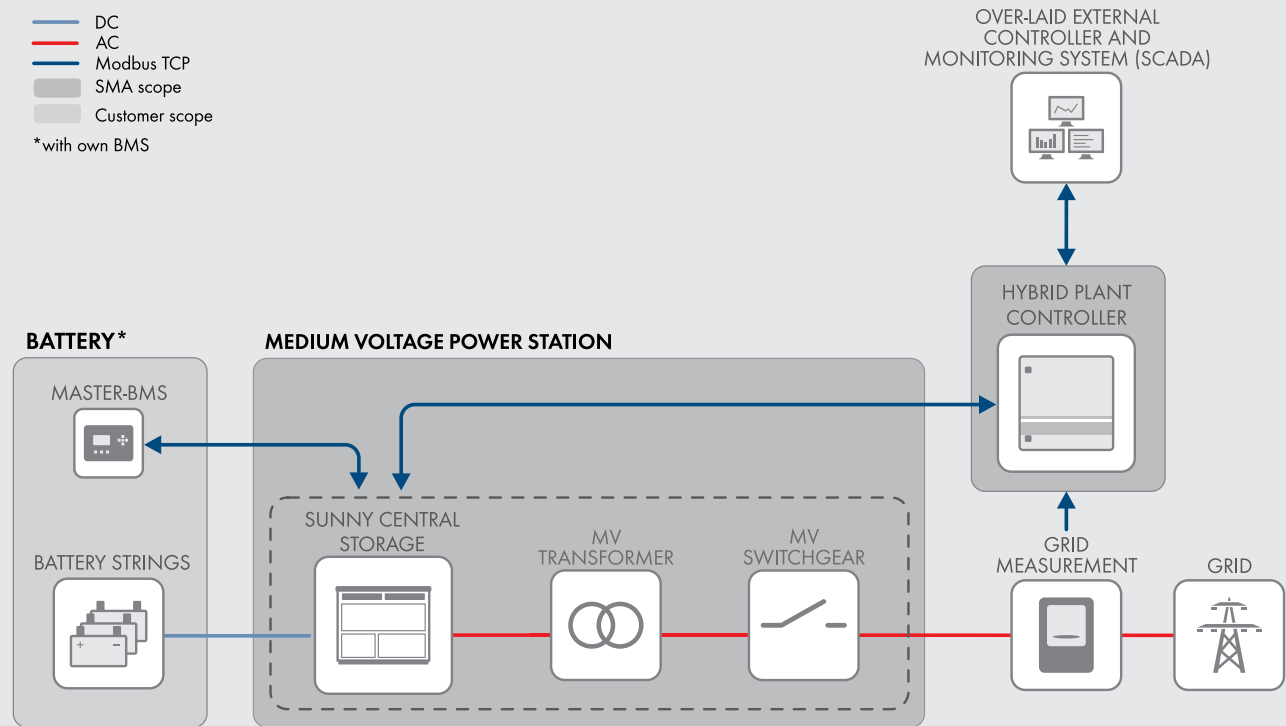 DC
AC
Modbus TCP
SMA scope
Customer scope
*with own BMS
OVER-LAID EXTERNAL
CONTROLLER AND
MONITORING SYSTEM (SCADA)
HYBRID PLANT
CONTROLLER
BATTERY*
MEDIUM VOLTAGE POWER STATION
MASTER-BMS
SUNNY CENTRAL
STORAGE
MV
TRANSFORMER
MV
SWITCHGEAR
GRID
MEASUREMENT
GRID
BATTERY STRINGS